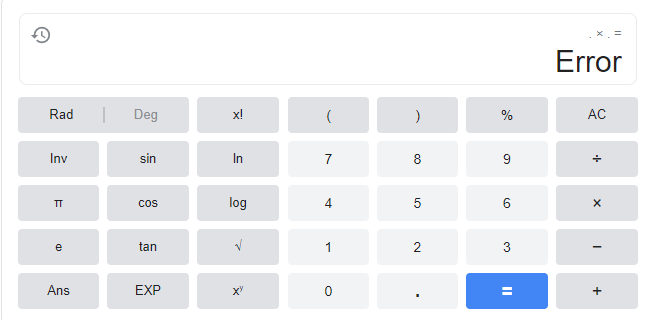 . × . =
Error
Rad | Deg x! ( ) % AC
Inv sin ln 7 8 9 ÷
π cos log 4 5 6 ×
e tan √ 1 2 3 −
Ans EXP xʸ 0 . = +